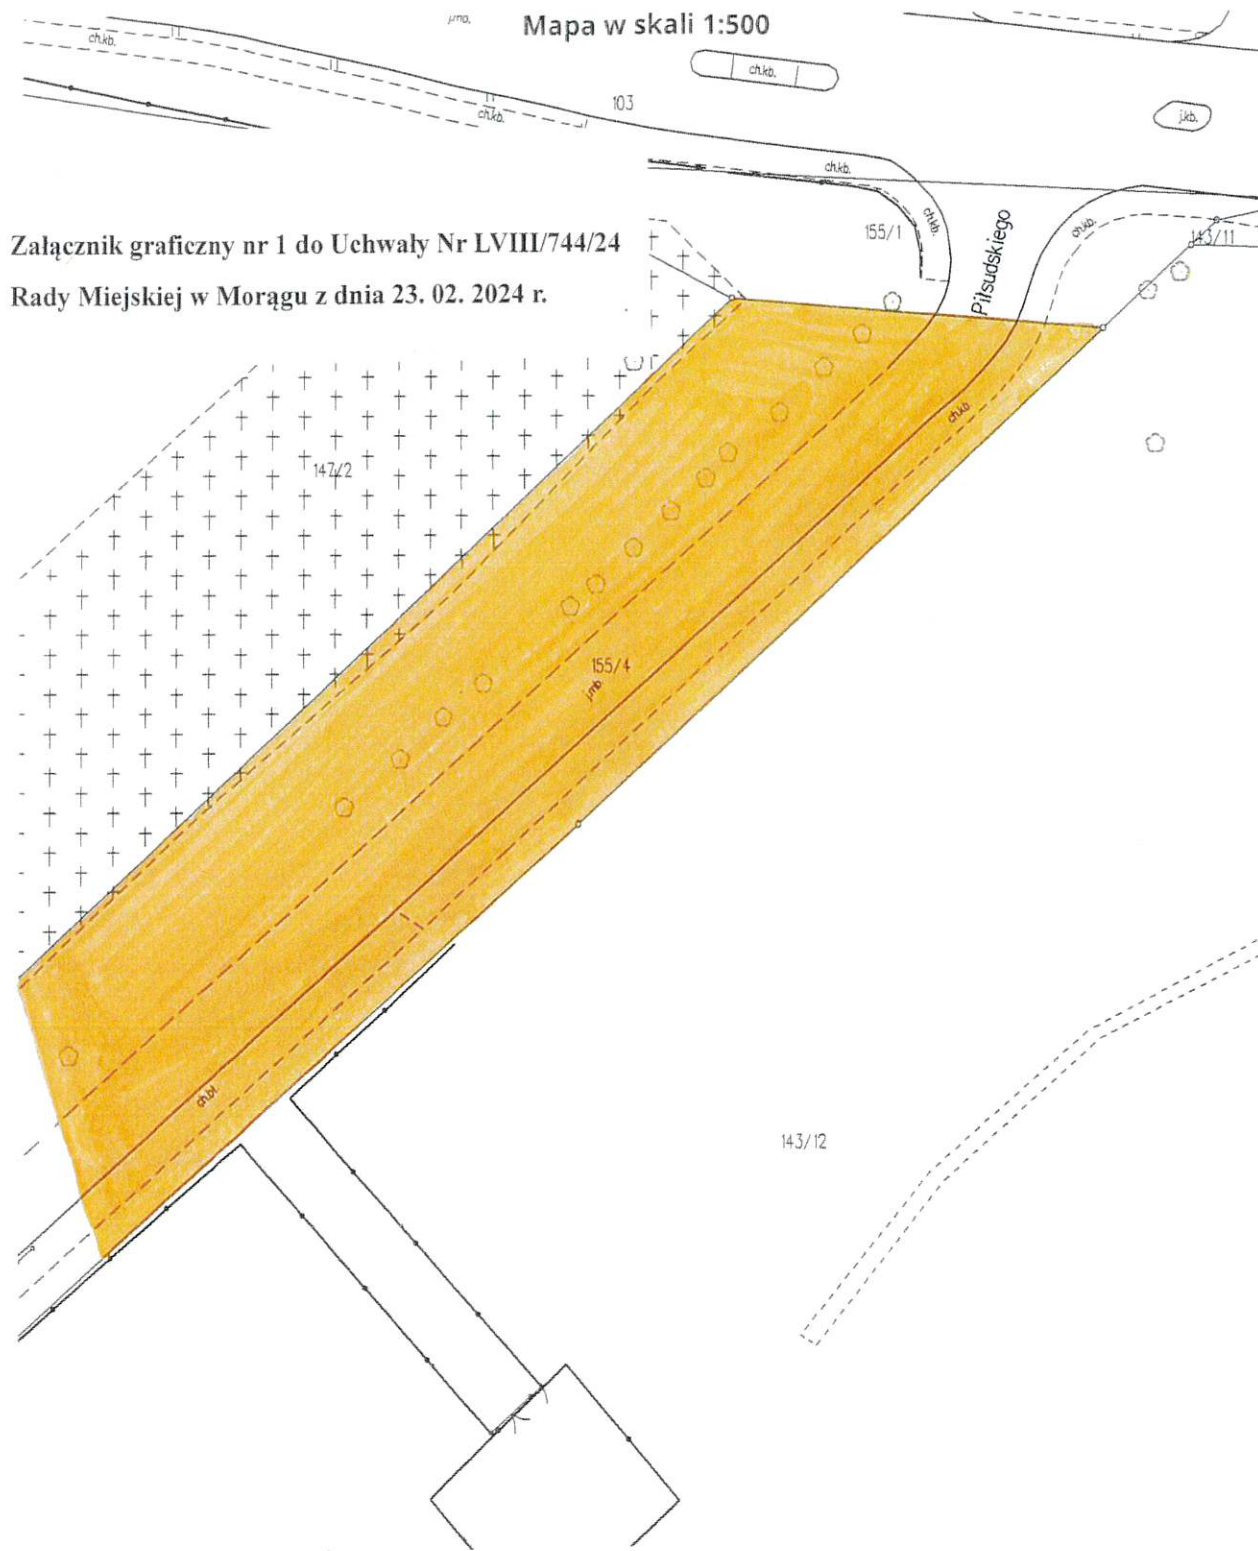 j.mb.
Mapa w skali 1:500
ch.kb.
ch.kb.
103
ch.kb.
j.kb.
ch.kb.
ch.kb.
Piłsudskiego
ch.kb.
155/1
143/11
Załącznik graficzny nr 1 do Uchwały Nr LVIII/744/24
Rady Miejskiej w Morągu z dnia 23. 02. 2024 r.
ch.kb.
147/2
155/4
j.mb.
ch.bt.
143/12